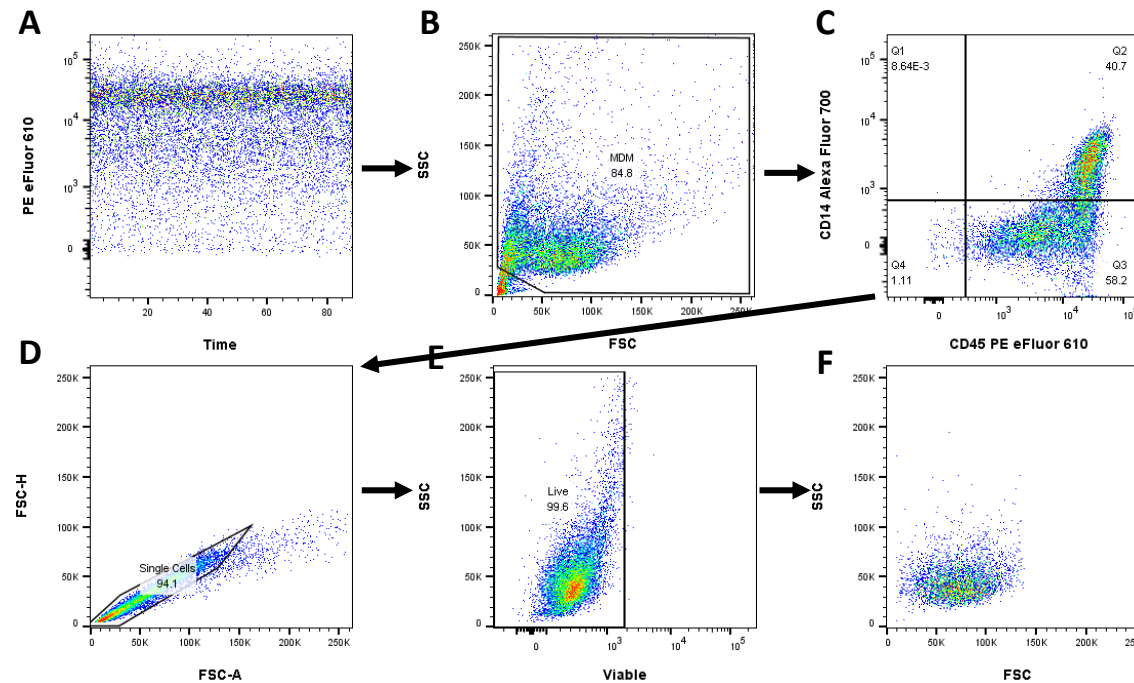 A
PE eFluor 610
10^5
10^4
10^3
0
20
40
60
80
Time
B
SSC
250K
200K
150K
100K
50K
0
MDM
84.8
0
50K
100K
150K
200K
250K
FSC
C
CD14 Alexa Fluor 700
10^5
10^4
10^3
0
Q1
8.64E-3
Q2
40.7
Q4
1.11
Q3
58.2
0
10^3
10^4
CD45 PE eFluor 610
D
FSC-H
250K
200K
150K
100K
50K
0
Single Cells
94.1
0
50K
100K
150K
200K
250K
FSC-A
E
SSC
250K
200K
150K
100K
50K
0
Live
99.6
0
10^3
10^4
10^5
Viable
F
SSC
250K
200K
150K
100K
50K
0
0
50K
100K
150K
200K
FSC